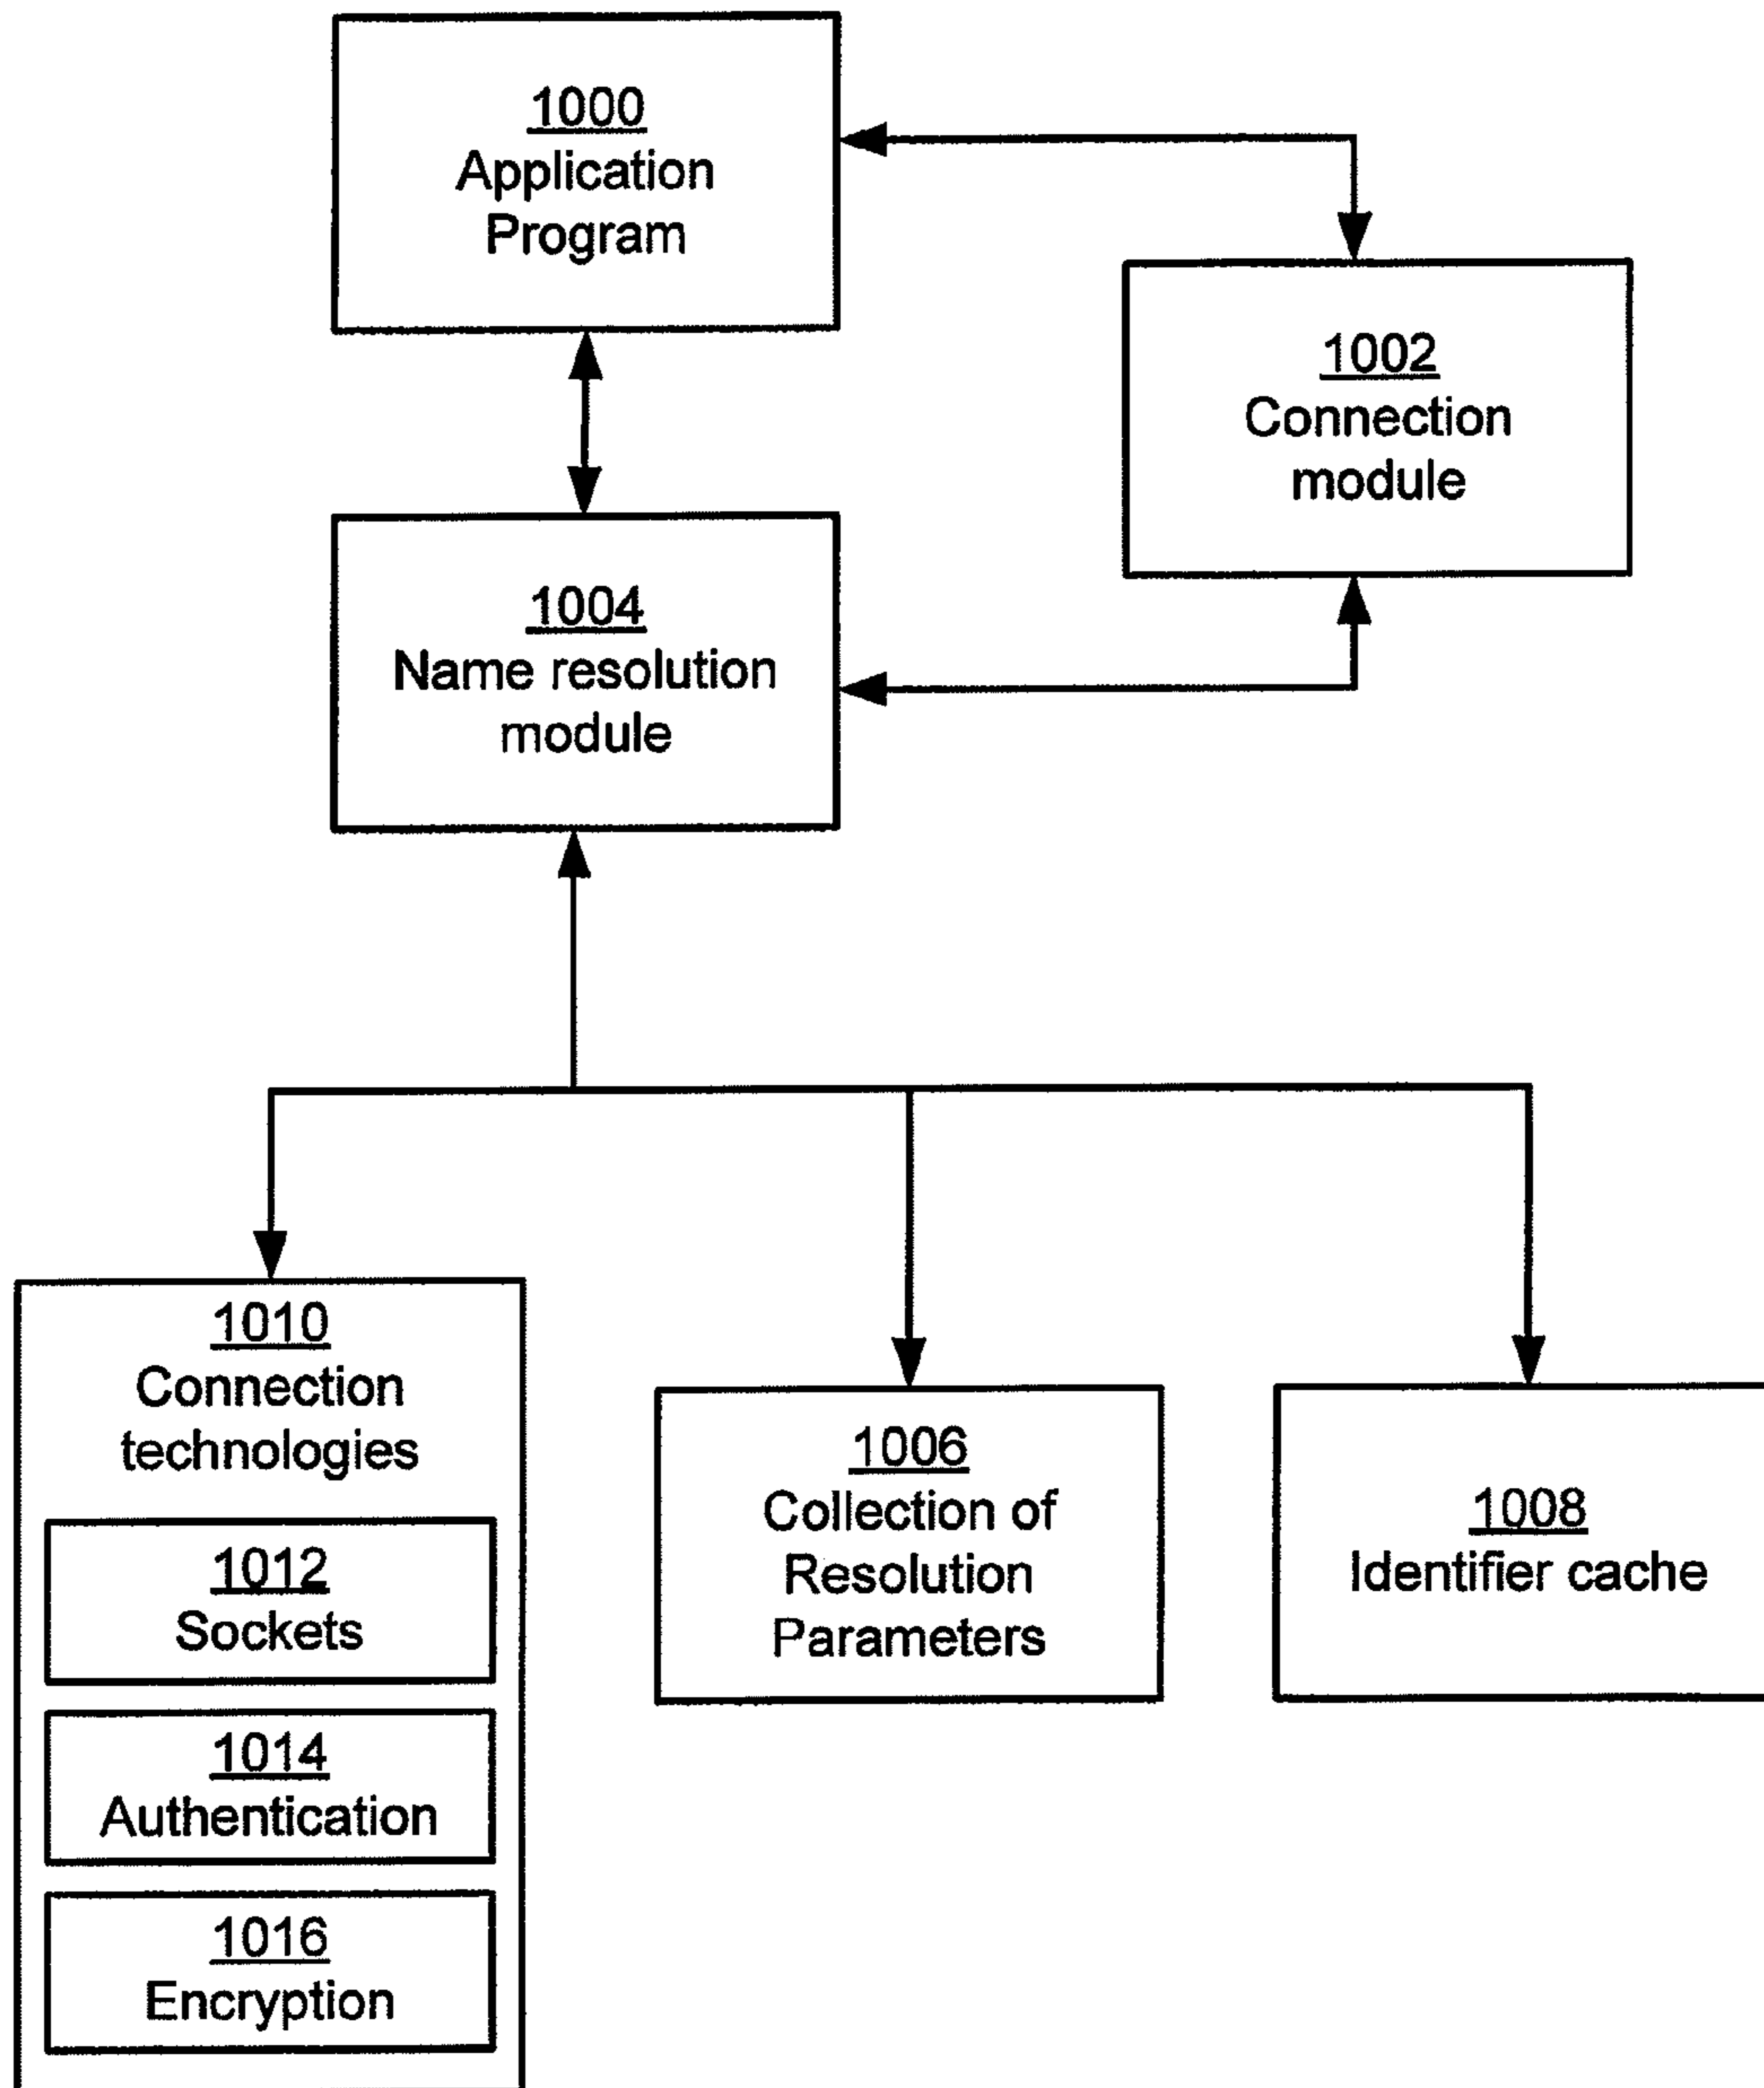 1000
Application
Program
1002
Connection
module
1004
Name resolution
module
1010
Connection
technologies
1012
Sockets
1014
Authentication
1016
Encryption
1006
Collection of
Resolution
Parameters
1008
Identifier cache